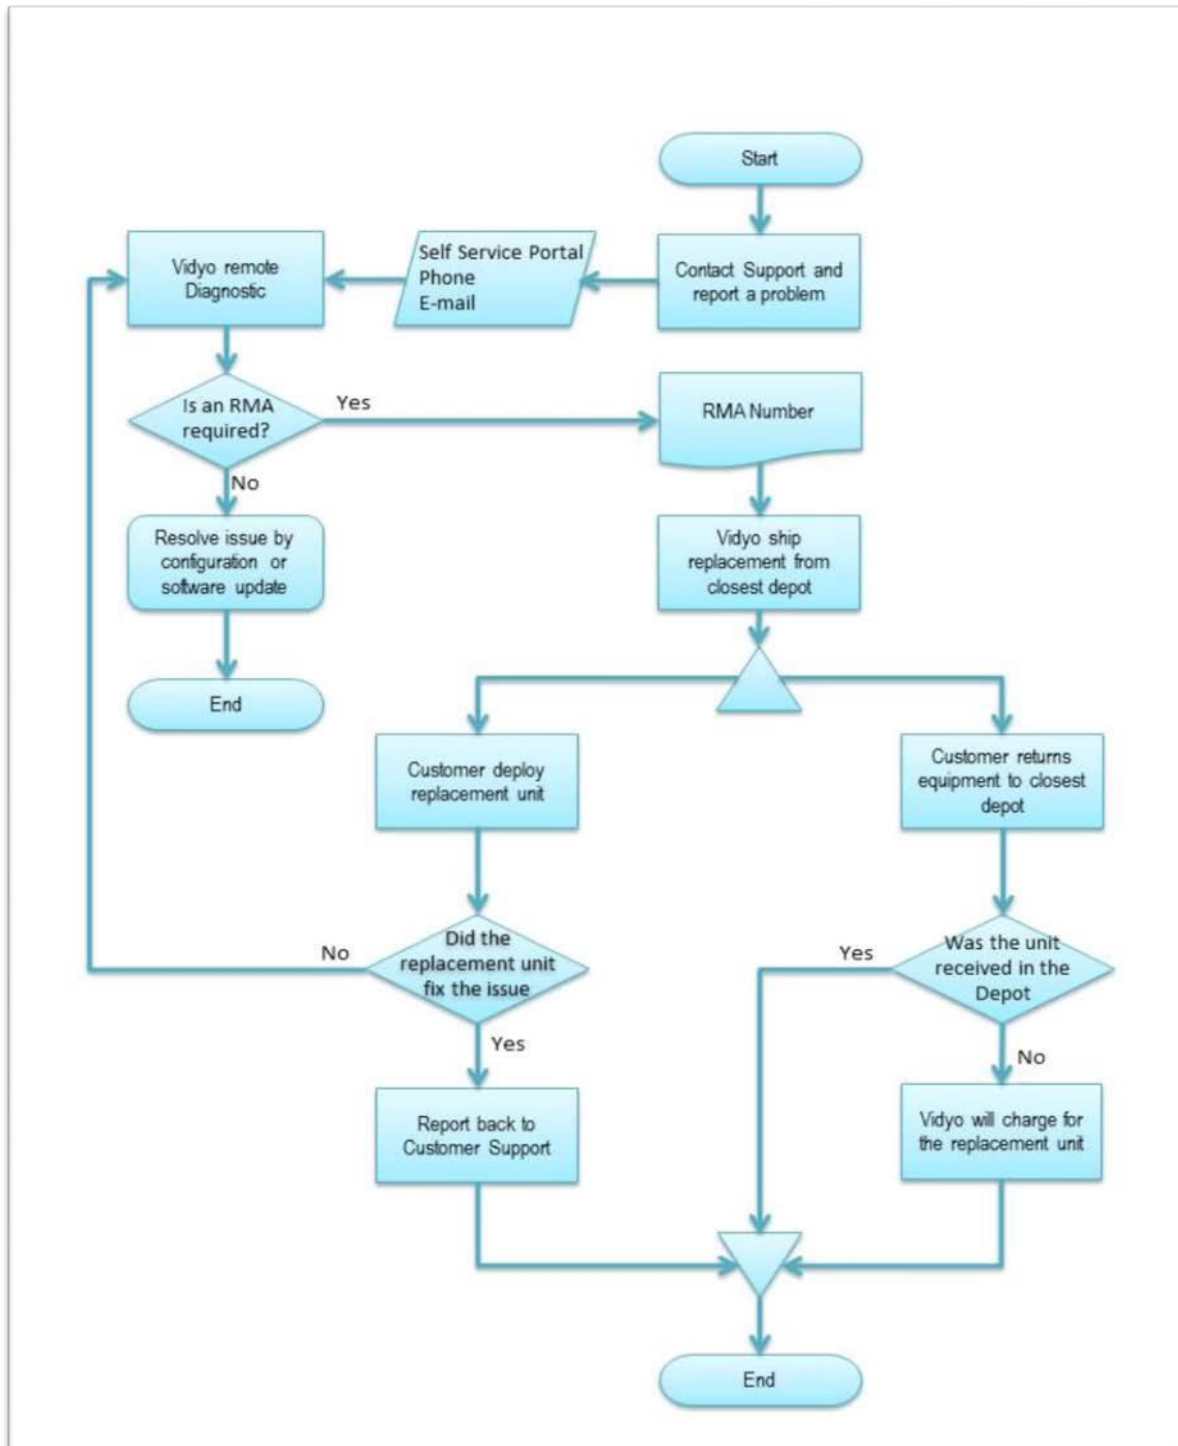 Start
Contact Support and
report a problem
Self Service Portal
Phone
E-mail
Vidyo remote
Diagnostic
Is an RMA
required?
Yes
No
RMA Number
Resolve issue by
configuration or
software update
End
Vidyo ship
replacement from
closest depot
Customer deploy
replacement unit
Customer returns
equipment to closest
depot
Did the
replacement unit
fix the issue
No
Yes
Was the unit
received in the
Depot
Yes
No
Report back to
Customer Support
Vidyo will charge for
the replacement unit
End